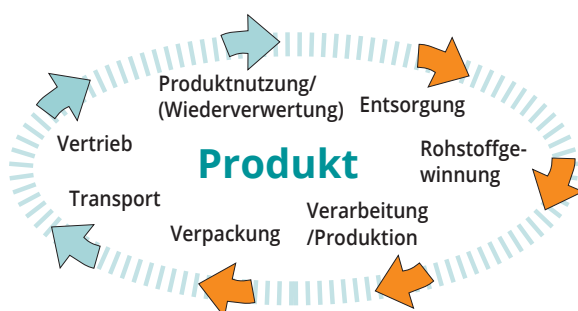 Produktnutzung/
(Wiederverwertung)
Entsorgung
Vertrieb
Produkt
Rohstoffge-
winnung
Transport
Verarbeitung
/Produktion
Verpackung